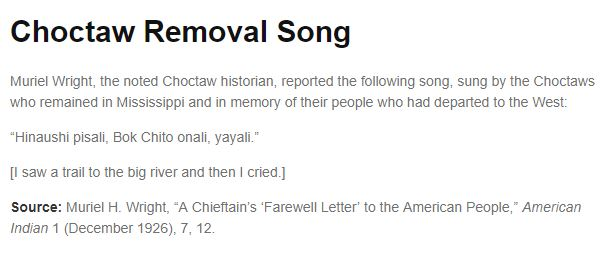 Choctaw Removal Song
Muriel Wright, the noted Choctaw historian, reported the following song, sung by the Choctaws
who remained in Mississippi and in memory of their people who had departed to the West:
“Hinaushi pisali, Bok Chito onali, yayali.”
[I saw a trail to the big river and then I cried.]
Source: Muriel H. Wright, “A Chieftain’s ‘Farewell Letter’ to the American People,” American
Indian 1 (December 1926), 7, 12.